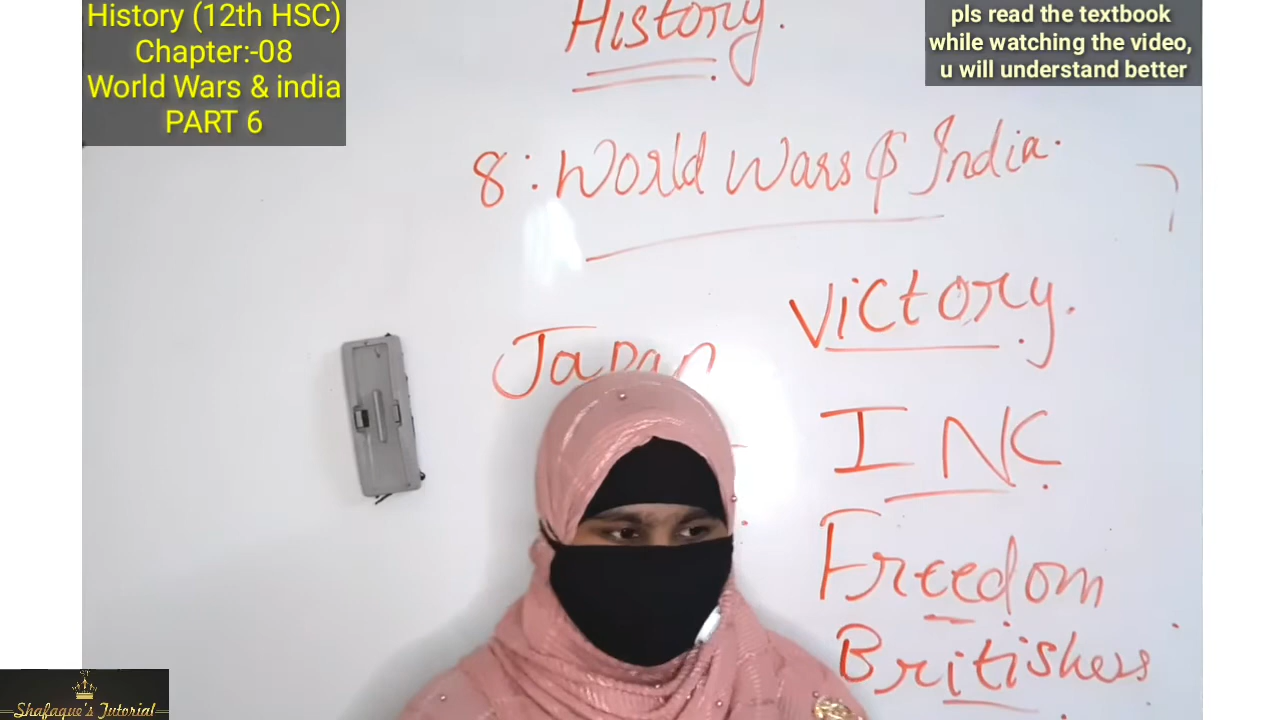 History (12th HSC)
Chapter:-08
World Wars & india
PART 6
pls read the textbook
while watching the video,
u will understand better
History.
8: World Wars & India.
Victory.
Japan
INC
Freedom
Britishers
Shafaque's Tutorial